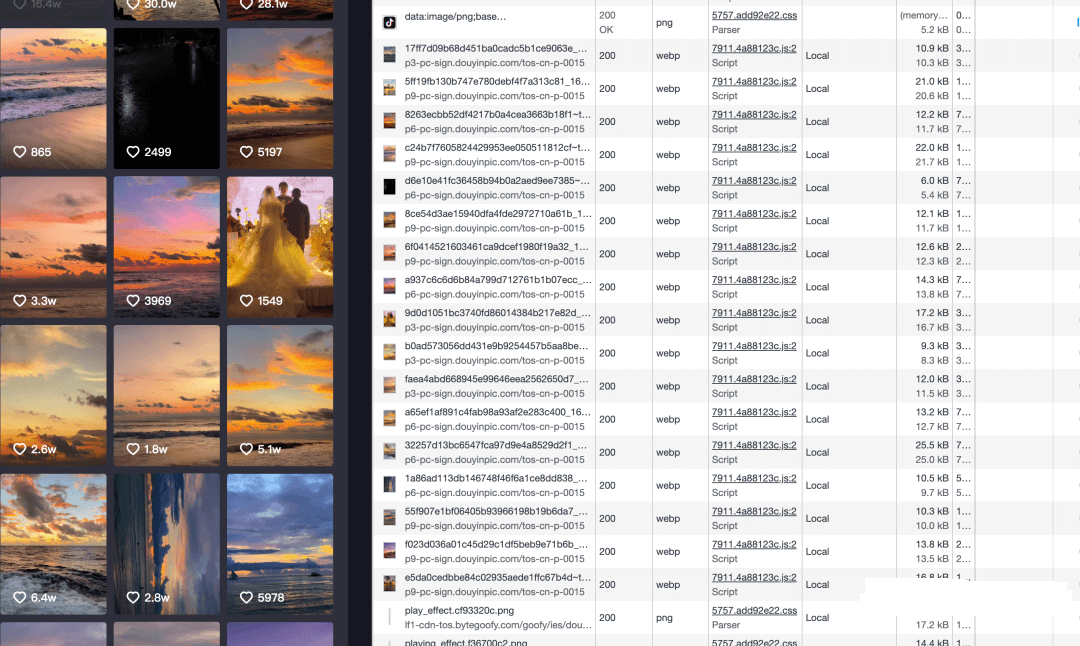 16.4w
30.0w
28.1w
865
2499
5197
3.3w
3969
1549
2.6w
1.8w
5.1w
6.4w
2.8w
5978
data:image/png;base… 200 png 5757.add92e22.css (memory… 0…
OK Parser 5.2 kB 0…
17ff7d09b68d451ba0cadc5b1ce9063e_… 200 webp 7911.4a88123c.js:2 Local 10.9 kB 3…
p3-pc-sign.douyinpic.com/tos-cn-p-0015 Script 10.3 kB 3…
5ff19fb130b747e780debf4f7a313c81_16… 200 webp 7911.4a88123c.js:2 Local 21.0 kB 1…
p9-pc-sign.douyinpic.com/tos-cn-p-0015 Script 20.6 kB 1…
8263ecbb52df4217b0a4cea3663b18f1~t… 200 webp 7911.4a88123c.js:2 Local 12.2 kB 7…
p6-pc-sign.douyinpic.com/tos-cn-p-0015 Script 11.7 kB 7…
c24b7f7605824429953ee050511812cf~t… 200 webp 7911.4a88123c.js:2 Local 22.0 kB 1…
p9-pc-sign.douyinpic.com/tos-cn-p-0015 Script 21.7 kB 1…
d6e10e41fc36458b94b0a2aed9ee7385~… 200 webp 7911.4a88123c.js:2 Local 6.0 kB 7…
p6-pc-sign.douyinpic.com/tos-cn-p-0015 Script 5.4 kB 7…
8ce54d3ae15940dfa4fde2972710a61b_1… 200 webp 7911.4a88123c.js:2 Local 12.1 kB 1…
p9-pc-sign.douyinpic.com/tos-cn-p-0015 Script 11.7 kB 1…
6f0414521603461ca9dcef1980f19a32_1… 200 webp 7911.4a88123c.js:2 Local 12.6 kB 2…
p9-pc-sign.douyinpic.com/tos-cn-p-0015 Script 12.3 kB 2…
a937c6c6d6b84a799d712761b1b07ecc_… 200 webp 7911.4a88123c.js:2 Local 14.3 kB 7…
p6-pc-sign.douyinpic.com/tos-cn-p-0015 Script 13.8 kB 7…
9d0d1051bc3740fd86014384b217e82d_… 200 webp 7911.4a88123c.js:2 Local 17.2 kB 3…
p3-pc-sign.douyinpic.com/tos-cn-p-0015 Script 16.7 kB 3…
b0ad573056dd431e9b9254457b5aa8be… 200 webp 7911.4a88123c.js:2 Local 9.3 kB 3…
p3-pc-sign.douyinpic.com/tos-cn-p-0015 Script 8.3 kB 3…
faea4abd668945e99646eea2562650d7_… 200 webp 7911.4a88123c.js:2 Local 12.0 kB 3…
p3-pc-sign.douyinpic.com/tos-cn-p-0015 Script 11.5 kB 3…
a65ef1af891c4fab98a93af2e283c400_16… 200 webp 7911.4a88123c.js:2 Local 13.2 kB 7…
p6-pc-sign.douyinpic.com/tos-cn-p-0015 Script 12.7 kB 7…
32257d13bc6547fca97d9e4a8529d2f1_… 200 webp 7911.4a88123c.js:2 Local 25.5 kB 7…
p6-pc-sign.douyinpic.com/tos-cn-p-0015 Script 25.0 kB 7…
1a86ad113db146748f46f6a1ce8dd838_… 200 webp 7911.4a88123c.js:2 Local 10.5 kB 5…
p6-pc-sign.douyinpic.com/tos-cn-p-0015 Script 9.7 kB 5…
55f907e1bf06405b93966198b19b6da7_… 200 webp 7911.4a88123c.js:2 Local 10.3 kB 1…
p9-pc-sign.douyinpic.com/tos-cn-p-0015 Script 10.0 kB 1…
f023d036a01c45d29c1df5beb9e71b6b_… 200 webp 7911.4a88123c.js:2 Local 13.8 kB 2…
p9-pc-sign.douyinpic.com/tos-cn-p-0015 Script 13.5 kB 2…
e5da0cedbbe84c02935aede1ffc67b4d~t… 200 webp 7911.4a88123c.js:2 Local 16.8 kB 1…
p9-pc-sign.douyinpic.com/tos-cn-p-0015 Script
play_effect.cf93320c.png 200 png 5757.add92e22.css Local
lf1-cdn-tos.bytegoofy.com/goofy/ies/dou… Parser 17.2 kB 1…
playing_effect.f36700c2.png 5757.add92e22.css 14.4 kB 1…